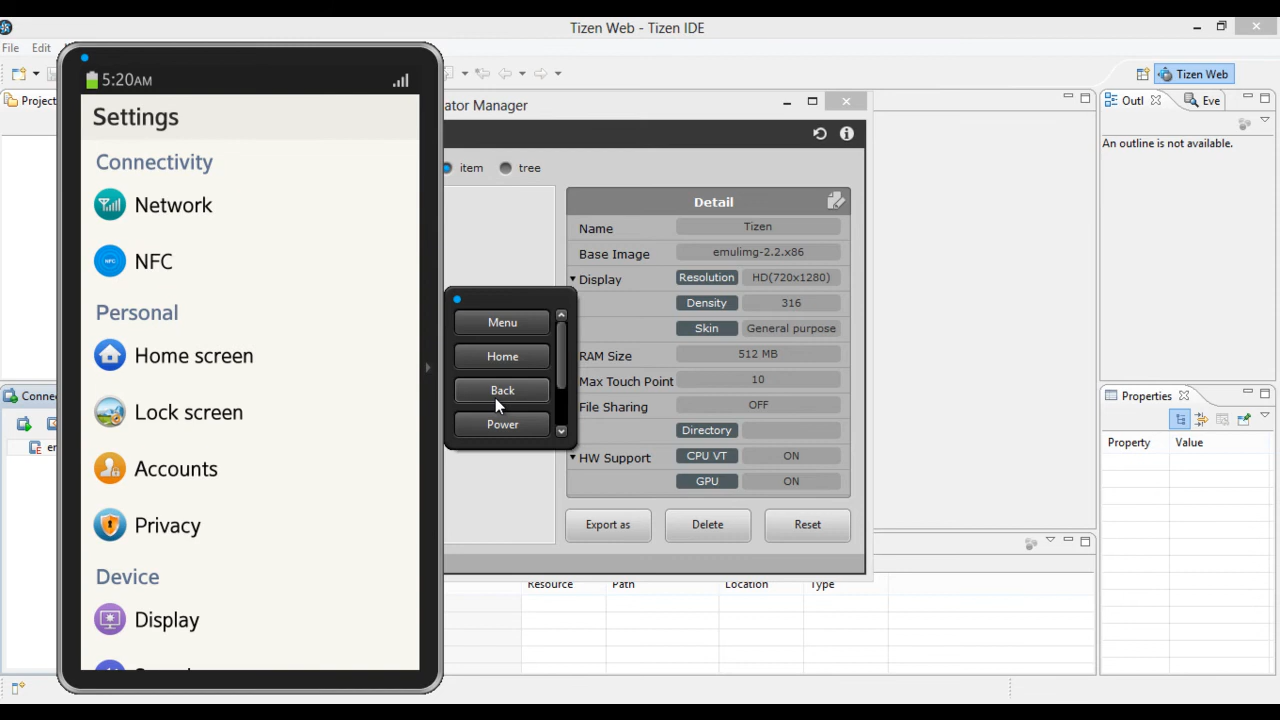 Tizen Web - Tizen IDE
File Edit
Tizen Web
5:20AM
Settings
Connectivity
Network
NFC
Personal
Home screen
Lock screen
Accounts
Privacy
Device
Display
Menu
Home
Back
Power
item
tree
Detail
Name Tizen
Base Image emulimg-2.2.x86
Display Resolution HD(720x1280)
Density 316
Skin General purpose
RAM Size 512 MB
Max Touch Point 10
File Sharing OFF
Directory
HW Support CPU VT ON
GPU ON
Export as
Delete
Reset
Resource Path Location Type
Outl
Eve
An outline is not available.
Properties
Property Value